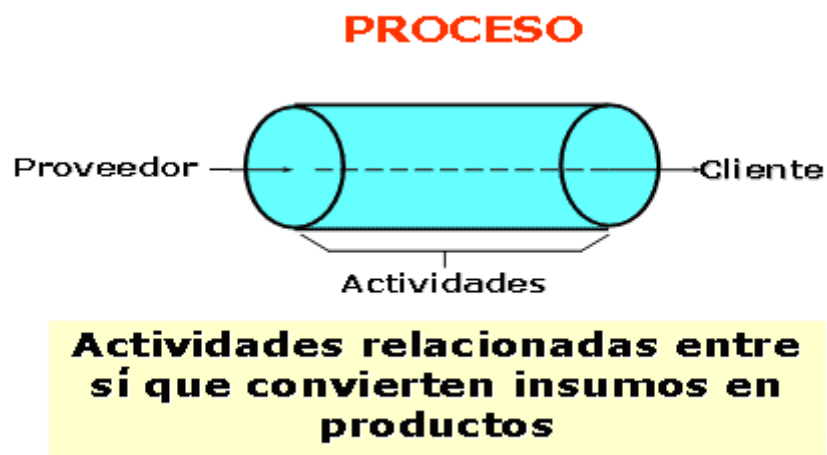 PROCESO
Proveedor
Cliente
Actividades
Actividades relacionadas entre
sí que convierten insumos en
productos